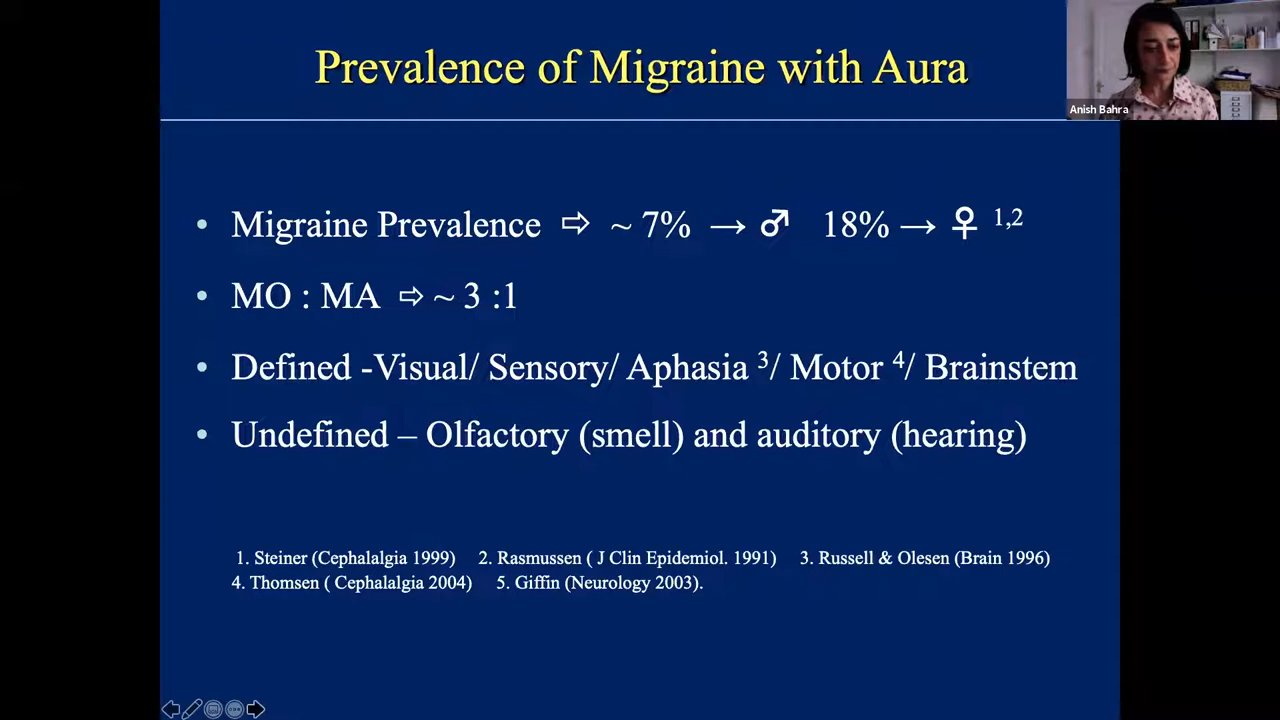 Prevalence of Migraine with Aura
Anish Bahra
• Migraine Prevalence ⇨ ~ 7% → ♂ 18% → ♀ 1,2
• MO : MA ⇨ ~ 3 :1
• Defined -Visual/ Sensory/ Aphasia 3/ Motor 4/ Brainstem
• Undefined – Olfactory (smell) and auditory (hearing)
1. Steiner (Cephalalgia 1999) 2. Rasmussen ( J Clin Epidemiol. 1991) 3. Russell & Olesen (Brain 1996)
4. Thomsen ( Cephalalgia 2004) 5. Giffin (Neurology 2003).